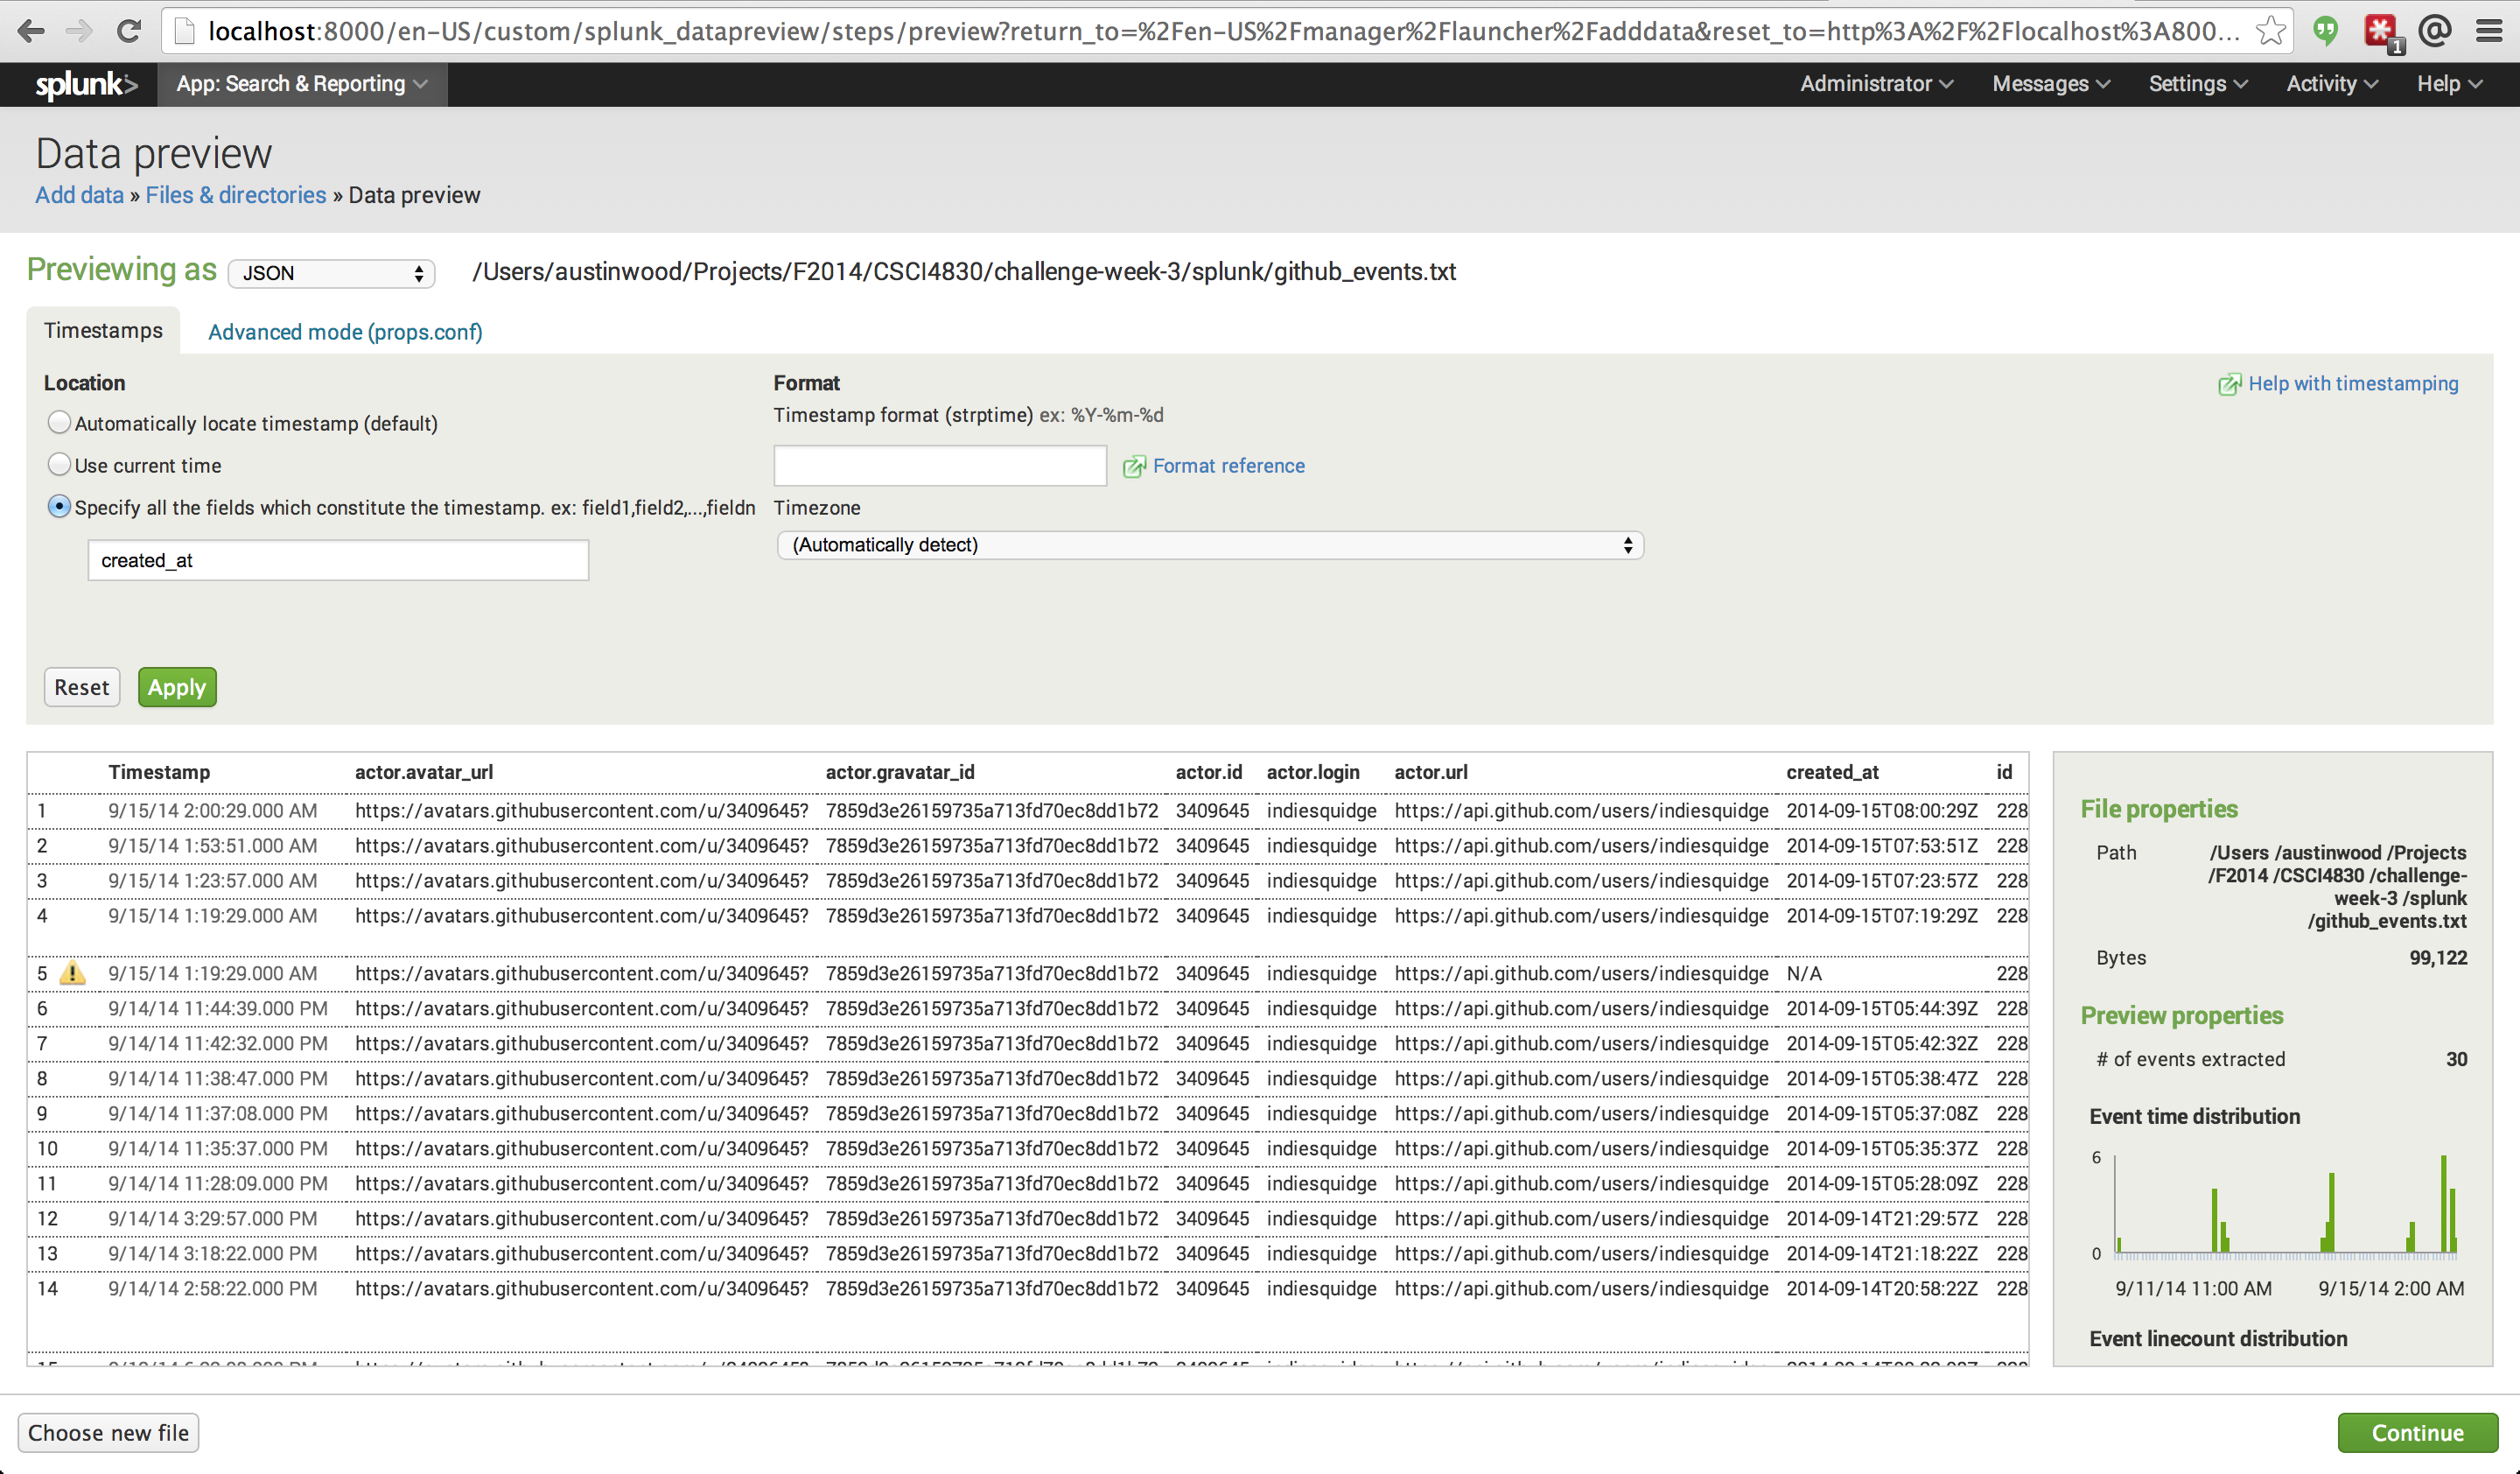 localhost:8000/en-US/custom/splunk_datapreview/steps/preview?return_to=%2Fen-US%2Fmanager%2Flauncher%2Fadddata&reset_to=http%3A%2F%2Flocalhost%3A800...
1
splunk> App: Search & Reporting Administrator Messages Settings Activity Help
Data preview
Add data » Files & directories » Data preview
Previewing as JSON /Users/austinwood/Projects/F2014/CSCI4830/challenge-week-3/splunk/github_events.txt
Timestamps Advanced mode (props.conf)
Location
Automatically locate timestamp (default)
Use current time
Specify all the fields which constitute the timestamp. ex: field1,field2,...,fieldn
created_at
Format
Timestamp format (strptime) ex: %Y-%m-%d
Format reference
Timezone
(Automatically detect)
Help with timestamping
Reset Apply
Timestamp actor.avatar_url actor.gravatar_id actor.id actor.login actor.url created_at id
1 9/15/14 2:00:29.000 AM https://avatars.githubusercontent.com/u/3409645? 7859d3e26159735a713fd70ec8dd1b72 3409645 indiesquidge https://api.github.com/users/indiesquidge 2014-09-15T08:00:29Z 228
2 9/15/14 1:53:51.000 AM https://avatars.githubusercontent.com/u/3409645? 7859d3e26159735a713fd70ec8dd1b72 3409645 indiesquidge https://api.github.com/users/indiesquidge 2014-09-15T07:53:51Z 228
3 9/15/14 1:23:57.000 AM https://avatars.githubusercontent.com/u/3409645? 7859d3e26159735a713fd70ec8dd1b72 3409645 indiesquidge https://api.github.com/users/indiesquidge 2014-09-15T07:23:57Z 228
4 9/15/14 1:19:29.000 AM https://avatars.githubusercontent.com/u/3409645? 7859d3e26159735a713fd70ec8dd1b72 3409645 indiesquidge https://api.github.com/users/indiesquidge 2014-09-15T07:19:29Z 228
5 9/15/14 1:19:29.000 AM https://avatars.githubusercontent.com/u/3409645? 7859d3e26159735a713fd70ec8dd1b72 3409645 indiesquidge https://api.github.com/users/indiesquidge N/A 228
6 9/14/14 11:44:39.000 PM https://avatars.githubusercontent.com/u/3409645? 7859d3e26159735a713fd70ec8dd1b72 3409645 indiesquidge https://api.github.com/users/indiesquidge 2014-09-15T05:44:39Z 228
7 9/14/14 11:42:32.000 PM https://avatars.githubusercontent.com/u/3409645? 7859d3e26159735a713fd70ec8dd1b72 3409645 indiesquidge https://api.github.com/users/indiesquidge 2014-09-15T05:42:32Z 228
8 9/14/14 11:38:47.000 PM https://avatars.githubusercontent.com/u/3409645? 7859d3e26159735a713fd70ec8dd1b72 3409645 indiesquidge https://api.github.com/users/indiesquidge 2014-09-15T05:38:47Z 228
9 9/14/14 11:37:08.000 PM https://avatars.githubusercontent.com/u/3409645? 7859d3e26159735a713fd70ec8dd1b72 3409645 indiesquidge https://api.github.com/users/indiesquidge 2014-09-15T05:37:08Z 228
10 9/14/14 11:35:37.000 PM https://avatars.githubusercontent.com/u/3409645? 7859d3e26159735a713fd70ec8dd1b72 3409645 indiesquidge https://api.github.com/users/indiesquidge 2014-09-15T05:35:37Z 228
11 9/14/14 11:28:09.000 PM https://avatars.githubusercontent.com/u/3409645? 7859d3e26159735a713fd70ec8dd1b72 3409645 indiesquidge https://api.github.com/users/indiesquidge 2014-09-15T05:28:09Z 228
12 9/14/14 3:29:57.000 PM https://avatars.githubusercontent.com/u/3409645? 7859d3e26159735a713fd70ec8dd1b72 3409645 indiesquidge https://api.github.com/users/indiesquidge 2014-09-14T21:29:57Z 228
13 9/14/14 3:18:22.000 PM https://avatars.githubusercontent.com/u/3409645? 7859d3e26159735a713fd70ec8dd1b72 3409645 indiesquidge https://api.github.com/users/indiesquidge 2014-09-14T21:18:22Z 228
14 9/14/14 2:58:22.000 PM https://avatars.githubusercontent.com/u/3409645? 7859d3e26159735a713fd70ec8dd1b72 3409645 indiesquidge https://api.github.com/users/indiesquidge 2014-09-14T20:58:22Z 228
File properties
Path /Users /austinwood /Projects
/F2014 /CSCI4830 /challenge-
week-3 /splunk
/github_events.txt
Bytes 99,122
Preview properties
# of events extracted 30
Event time distribution
6
0
9/11/14 11:00 AM 9/15/14 2:00 AM
Event linecount distribution
Choose new file Continue